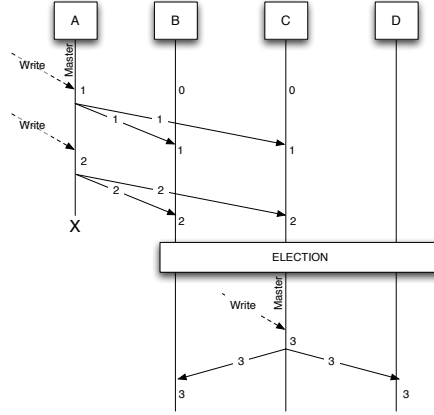 A B C D
Master
Write
1 0 0
1 1
1 1
Write
2
2 2
2 2
X
ELECTION
Master
Write
3
3 3
3 3